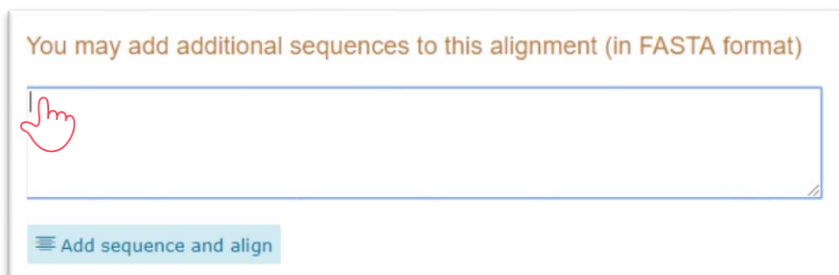 You may add additional sequences to this alignment (in FASTA format)
Add sequence and align